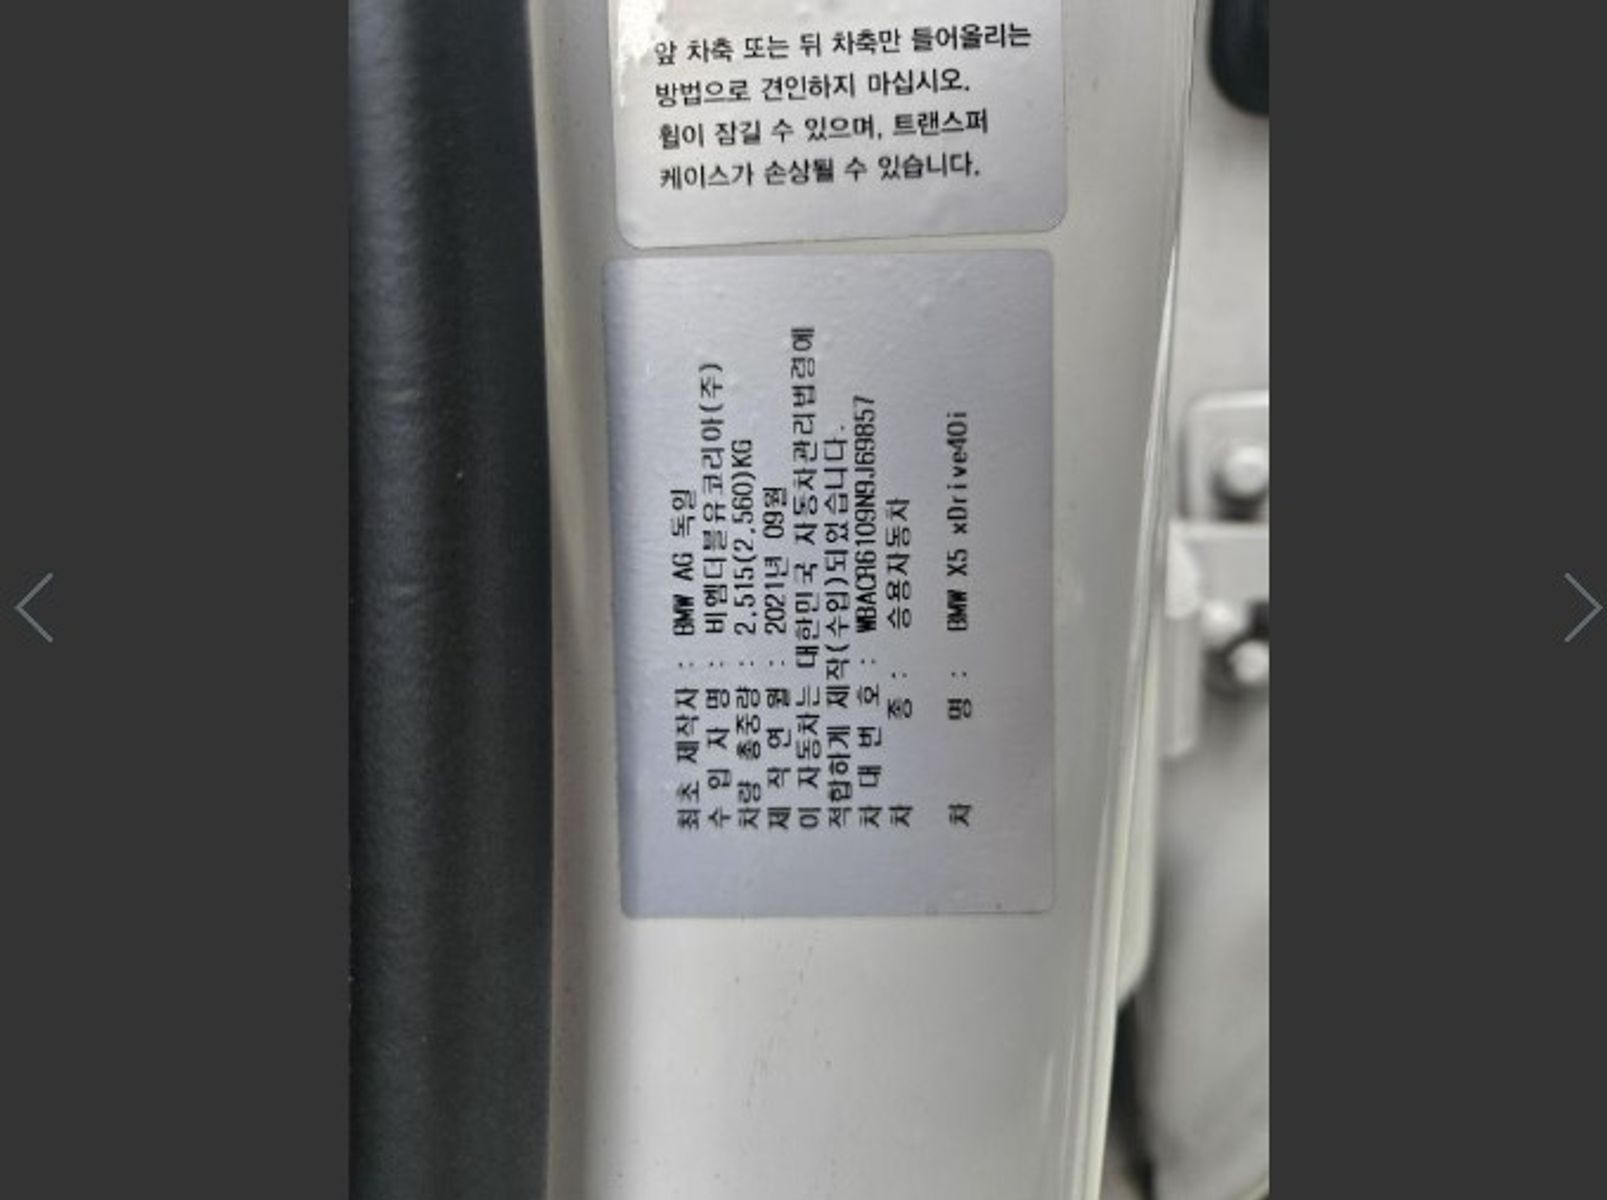 앞 차축 또는 뒤 차축만 들어올리는
방법으로 견인하지 마십시오.
휠이 잠길 수 있으며, 트랜스퍼
케이스가 손상될 수 있습니다.
최초 제작자 : BMW AG 독일
수 입 자 명 : 비엠더블유코리아(주)
차량 총중량 : 2,515(2,560)KG
제 작 연 월 : 2021년 09월
이 자동차는 대한민국 자동차관리법령에
적합하게 제작(수입)되었습니다.
차 대 번 호 : WBACR6109N9J69857
차 종 : 승용자동차
차 명 : BMW X5 xDrive40i